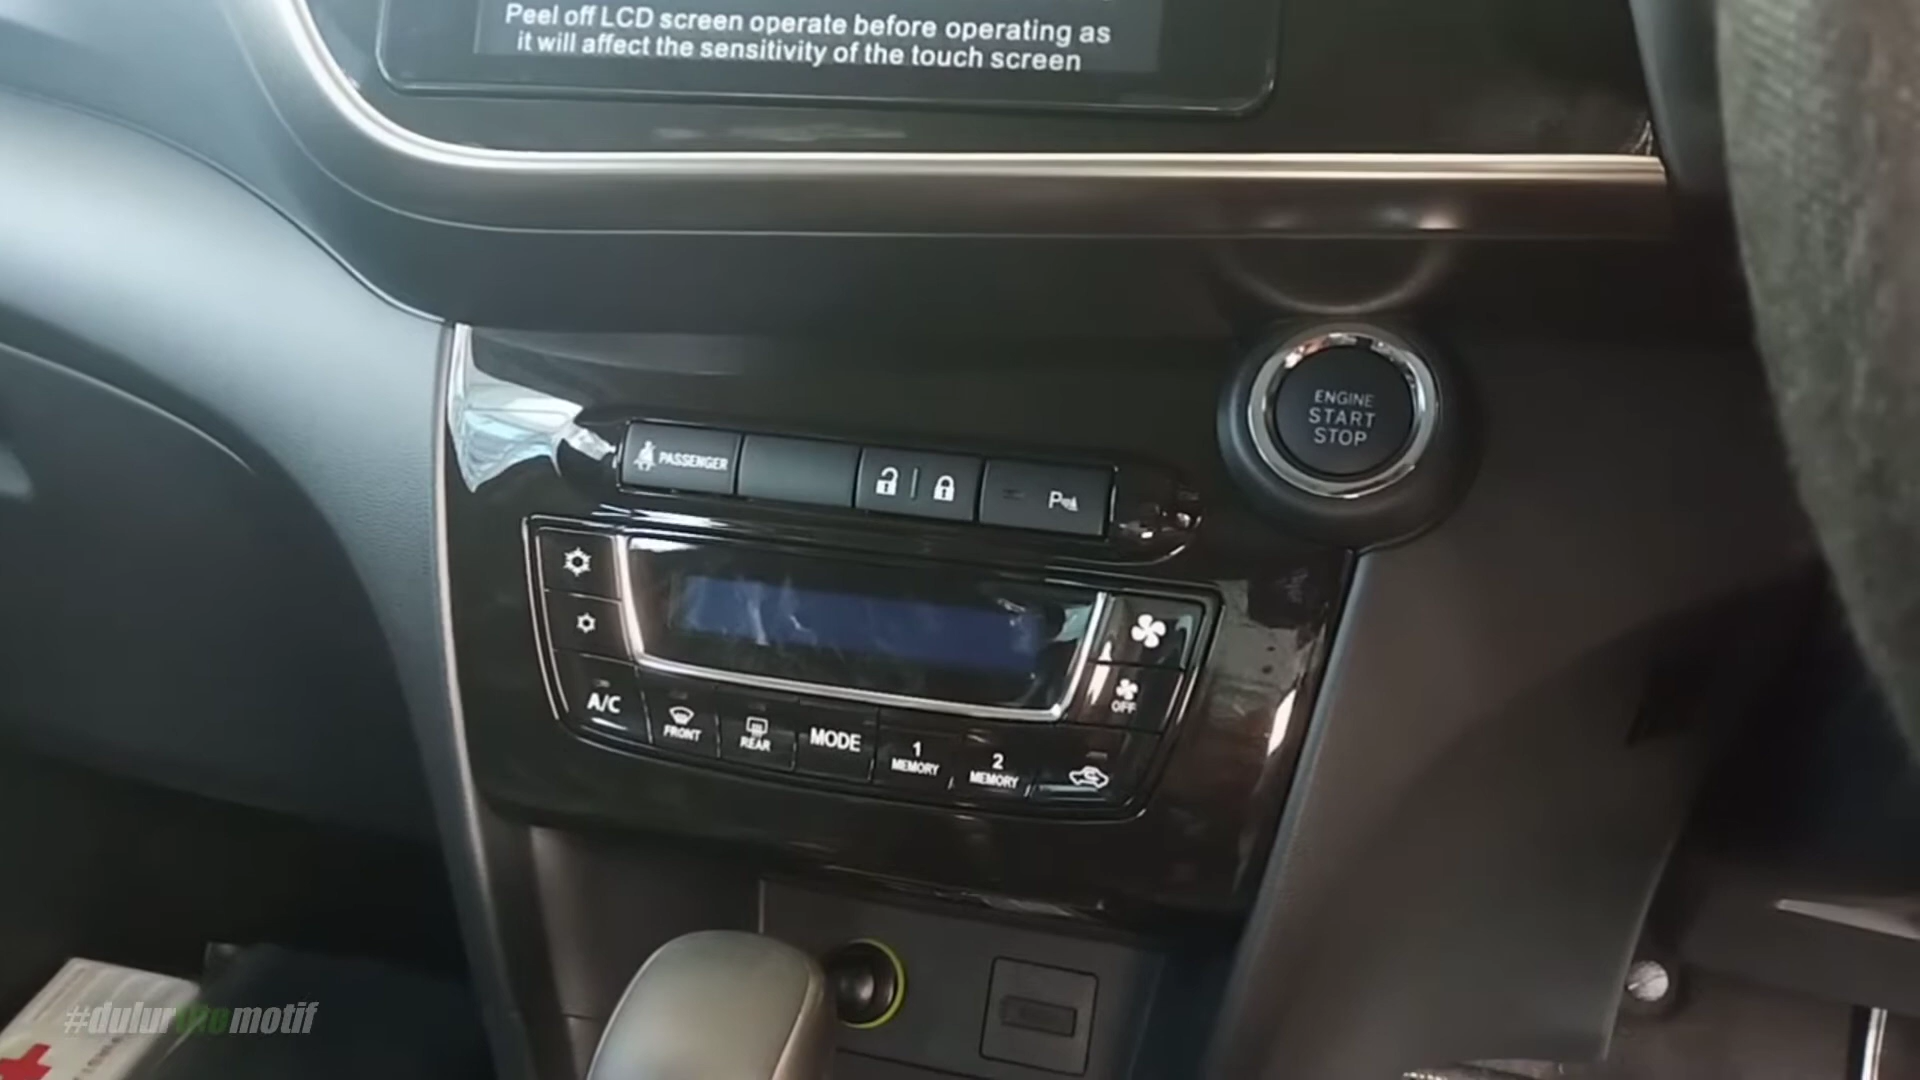 Peel off LCD screen operate before operating as
it will affect the sensitivity of the touch screen
ENGINE
START
STOP
PASSENGER
P
A/C
FRONT
REAR
MODE
1
MEMORY
2
MEMORY
OFF
#dulurotomotif